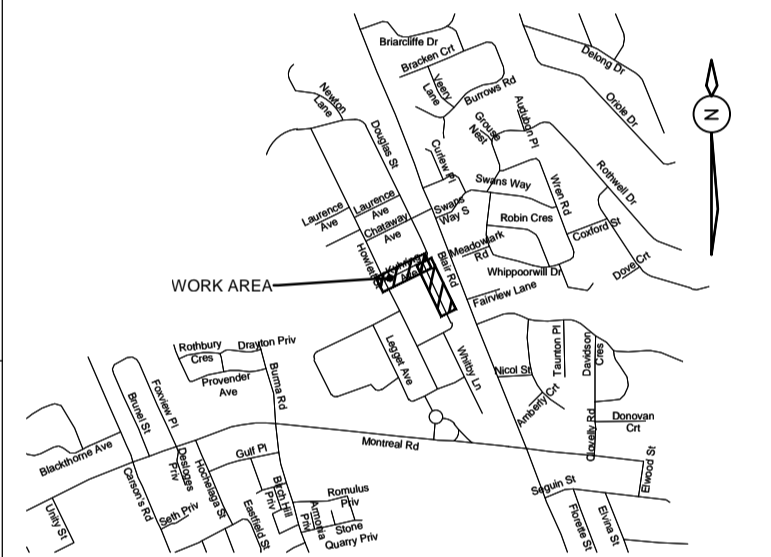 Briarcliffe Dr
Bracken Crt
Delong Dr
Veery
Lane
Burrows Rd
Newton
Lane
Oriole Dr
Audubon Pl
Grouse
Nest
N
Douglas St
Curlew Pl
Rothwell Dr
Swans Way
Wren Rd
Laurence
Ave
Laurence
Ave
Swans
Way S
Robin Cres
Chataway
Ave
Coxford St
Meadowlark
Rd
Blair Rd
Dove Crt
Whippoorwill Dr
WORK AREA
Fairview Lane
Rothbury
Cres
Drayton Priv
Legget Ave
Whitby Ln
Taunton Pl
Davidson
Cres
Provender
Ave
Burma Rd
Nicol St
Foxview Pl
Brunel St
Amberly Crt
Donovan
Crt
Clovelly Rd
Montreal Rd
Blackthorne Ave
Gulf Pl
Desloges
Priv
Hochelaga St
Elwood St
Carson's Rd
Birch Hill
Priv
Seguin St
Romulus
Priv
Unity St
Seth Priv
Eastfield St
Armonia
Priv
Stone
Quarry Priv
Florette St
Elvina St